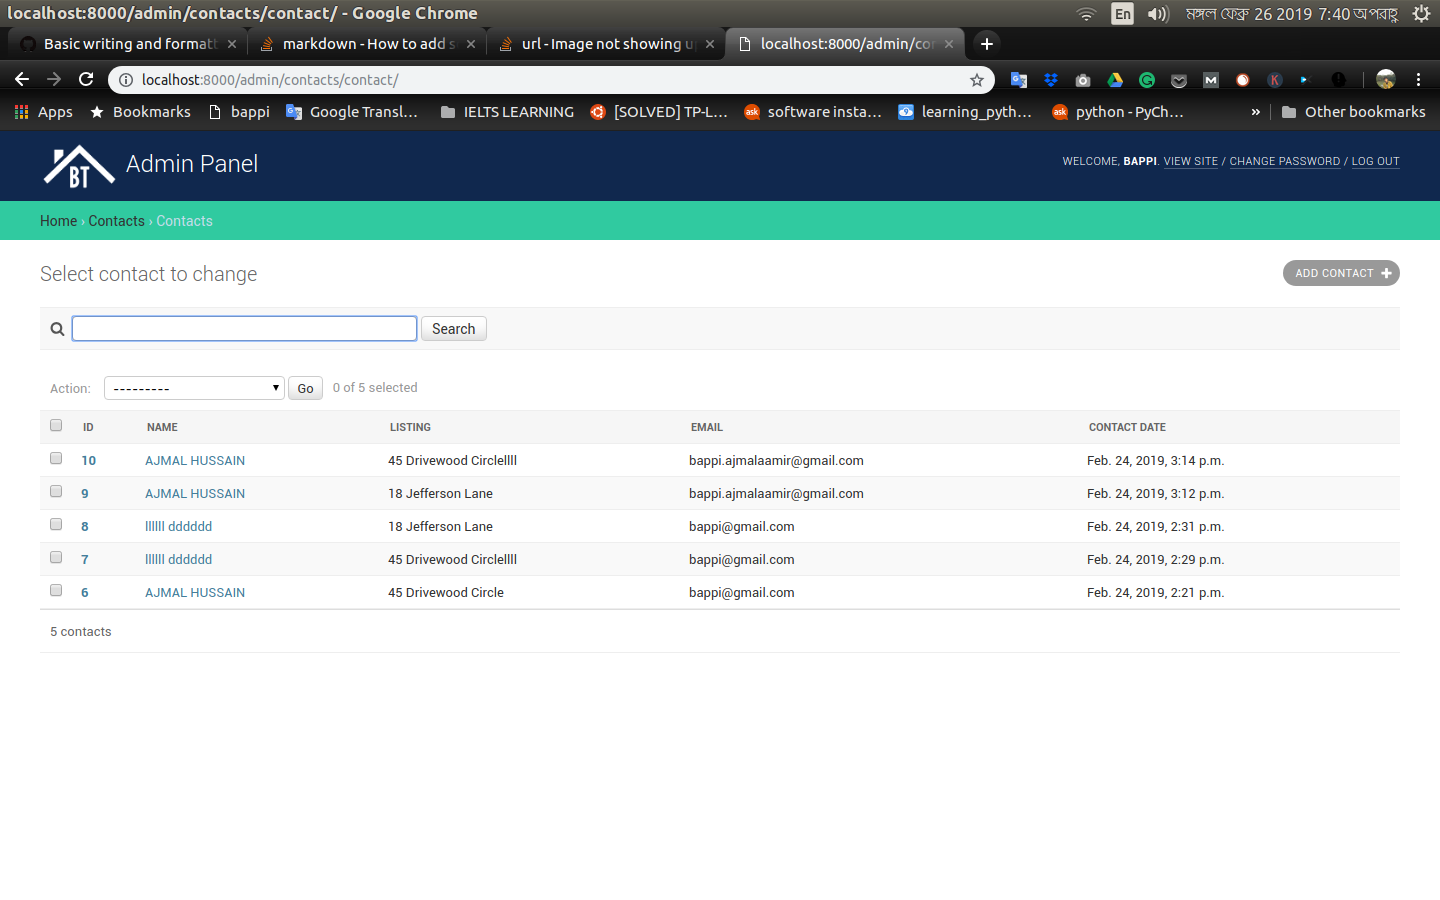 localhost:8000/admin/contacts/contact/ - Google Chrome
En
মঙ্গল ফেব্রু 26 2019 7:40 অপরাহ্ণ
Basic writing and formatt
markdown - How to add s
url - Image not showing u
localhost:8000/admin/con
localhost:8000/admin/contacts/contact/
Apps
Bookmarks
bappi
Google Transl...
IELTS LEARNING
[SOLVED] TP-L...
software insta...
learning_pyth...
python - PyCh...
»
Other bookmarks
BT
Admin Panel
WELCOME, BAPPI. VIEW SITE / CHANGE PASSWORD / LOG OUT
Home › Contacts › Contacts
Select contact to change
ADD CONTACT +
Search
Action: --------- Go 0 of 5 selected
ID NAME LISTING EMAIL CONTACT DATE
10 AJMAL HUSSAIN 45 Drivewood Circlellll bappi.ajmalaamir@gmail.com Feb. 24, 2019, 3:14 p.m.
9 AJMAL HUSSAIN 18 Jefferson Lane bappi.ajmalaamir@gmail.com Feb. 24, 2019, 3:12 p.m.
8 llllll dddddd 18 Jefferson Lane bappi@gmail.com Feb. 24, 2019, 2:31 p.m.
7 llllll dddddd 45 Drivewood Circlellll bappi@gmail.com Feb. 24, 2019, 2:29 p.m.
6 AJMAL HUSSAIN 45 Drivewood Circle bappi@gmail.com Feb. 24, 2019, 2:21 p.m.
5 contacts